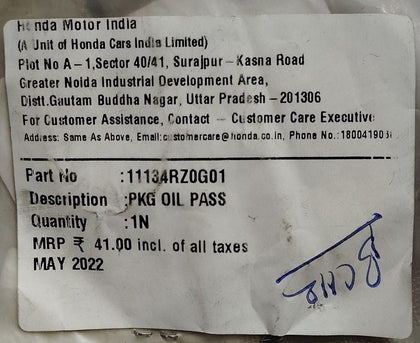 Honda Motor India
(A Unit of Honda Cars India Limited)
Plot No A-1,Sector 40/41, Surajpur-Kasna Road
Greater Noida Industrial Development Area,
Distt.Gautam Buddha Nagar, Uttar Pradesh-201306
For Customer Assistance, Contact - Customer Care Executive
Address: Same As Above, Email:customercare@honda.co.in, Phone No.:180041903
Part No :11134RZ0G01
Description :PKG OIL PASS
Quantity :1N
MRP ₹ 41.00 incl. of all taxes
MAY 2022